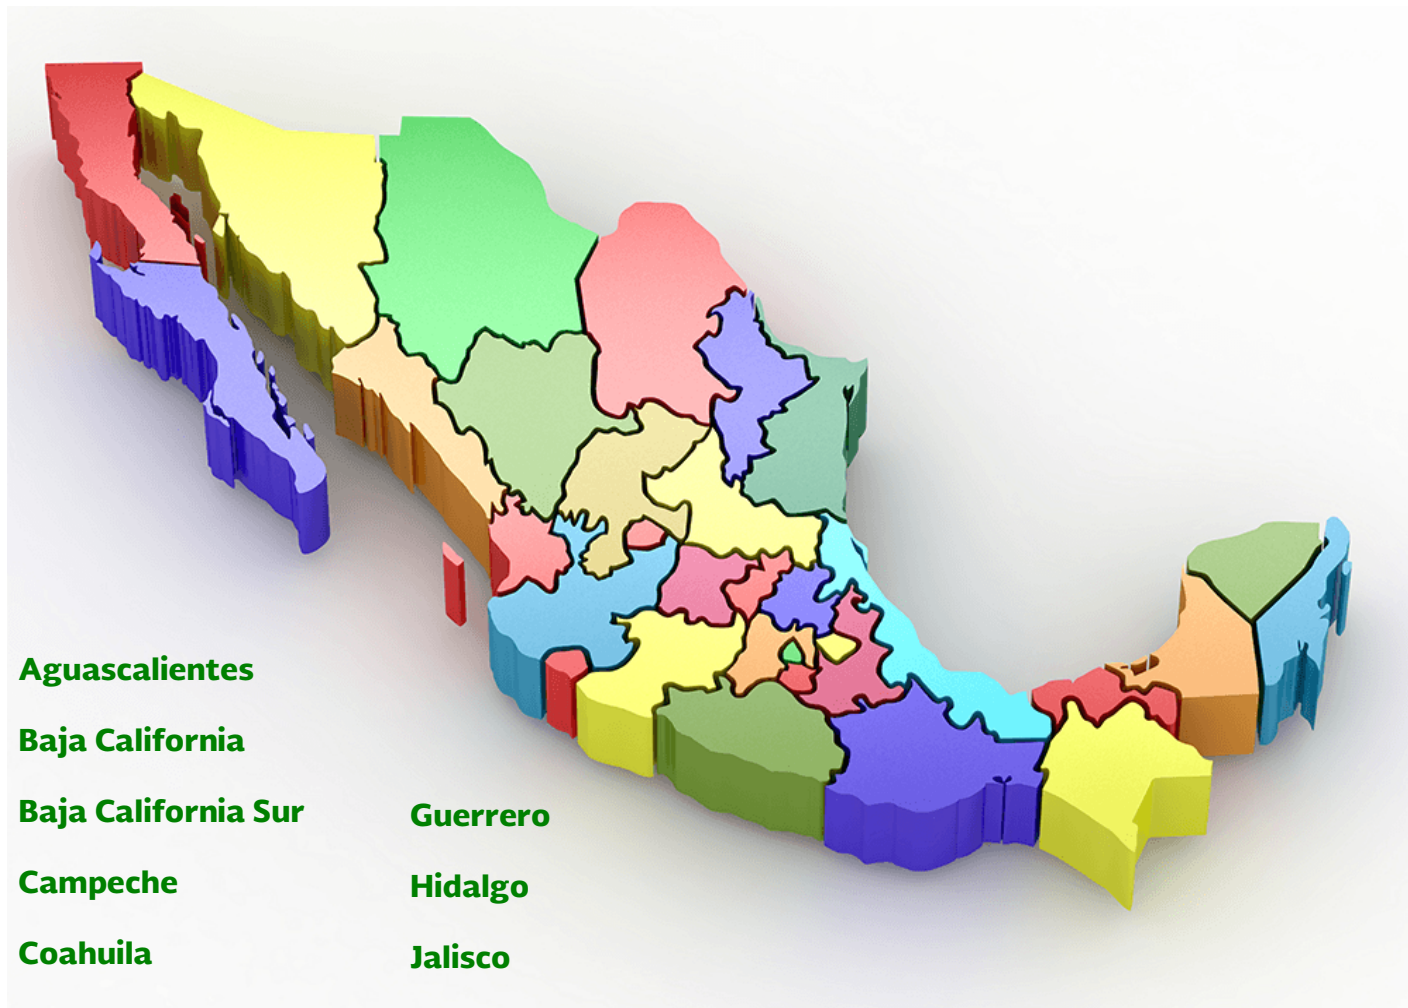 Aguascalientes
Baja California
Baja California Sur
Campeche
Coahuila
Guerrero
Hidalgo
Jalisco